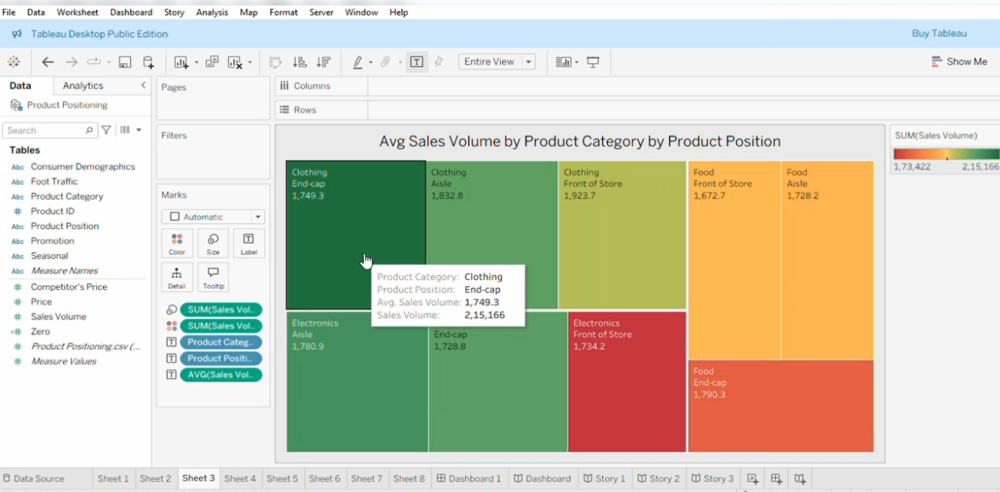 File Data Worksheet Dashboard Story Analysis Map Format Server Window Help
Tableau Desktop Public Edition
Buy Tableau
Entire View
Show Me
Data
Analytics
Product Positioning
Search
Tables
Abc Consumer Demographics
Abc Foot Traffic
Abc Product Category
# Product ID
Abc Product Position
Abc Promotion
Abc Seasonal
Abc Measure Names
# Competitor's Price
# Price
# Sales Volume
=# Zero
# Product Positioning.csv (...
# Measure Values
Pages
Filters
Marks
Automatic
Color
Size
Label
Detail
Tooltip
SUM(Sales Vol..
SUM(Sales Vol..
Product Categ..
Product Positi..
AVG(Sales Vol..
Columns
Rows
Avg Sales Volume by Product Category by Product Position
Clothing
End-cap
1,749.3
Clothing
Aisle
1,832.8
Clothing
Front of Store
1,923.7
Food
Front of Store
1,672.7
Food
Aisle
1,728.2
Product Category: Clothing
Product Position: End-cap
Avg. Sales Volume: 1,749.3
Sales Volume: 2,15,166
Electronics
Aisle
1,780.9
End-cap
1,728.8
Electronics
Front of Store
1,734.2
Food
End-cap
1,790.3
SUM(Sales Volume)
1,73,422
2,15,166
Data Source
Sheet 1
Sheet 2
Sheet 3
Sheet 4
Sheet 5
Sheet 6
Sheet 7
Sheet 8
Dashboard 1
Dashboard
Story 1
Story 2
Story 3